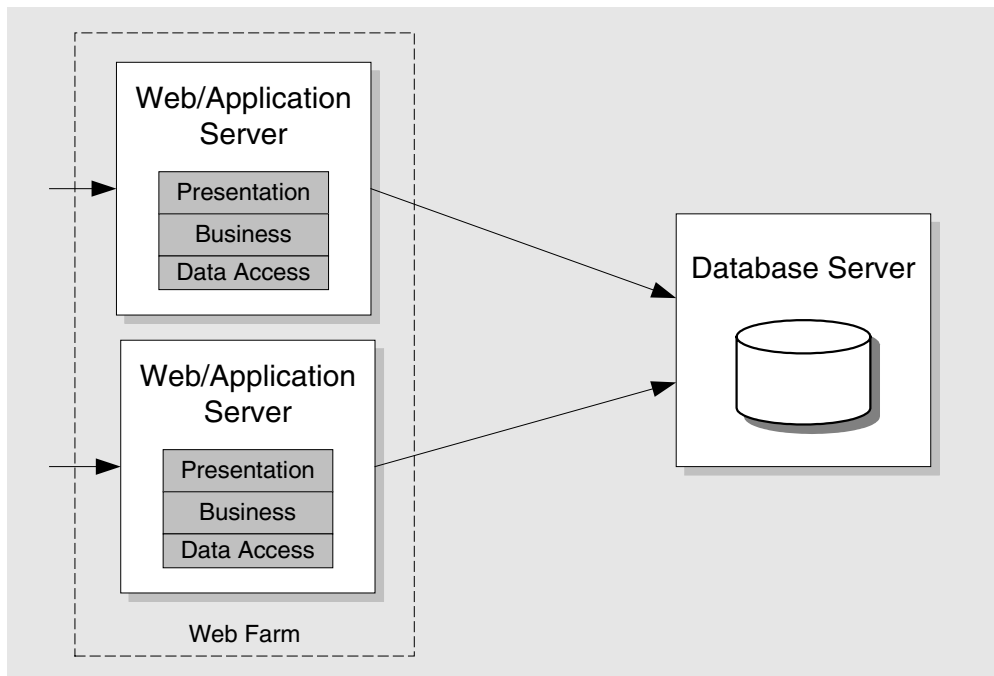 Web/Application
Server
Presentation
Business
Data Access
Web/Application
Server
Presentation
Business
Data Access
Web Farm
Database Server